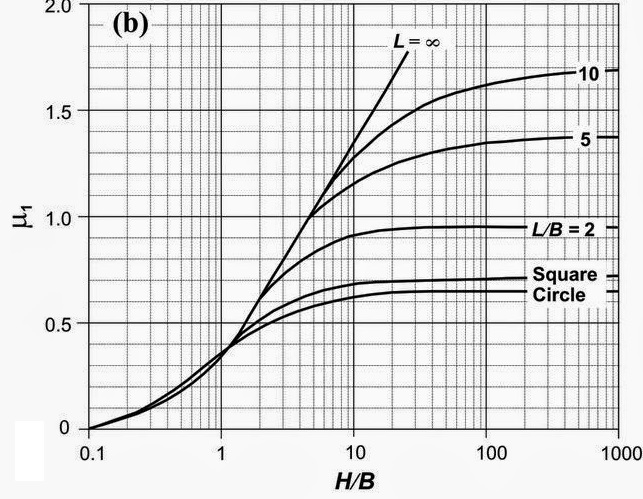 2.0
(b)
L = ∞
10
1.5
5
μ1
1.0
L/B = 2
Square
Circle
0.5
0
0.1
1
10
100
1000
H/B